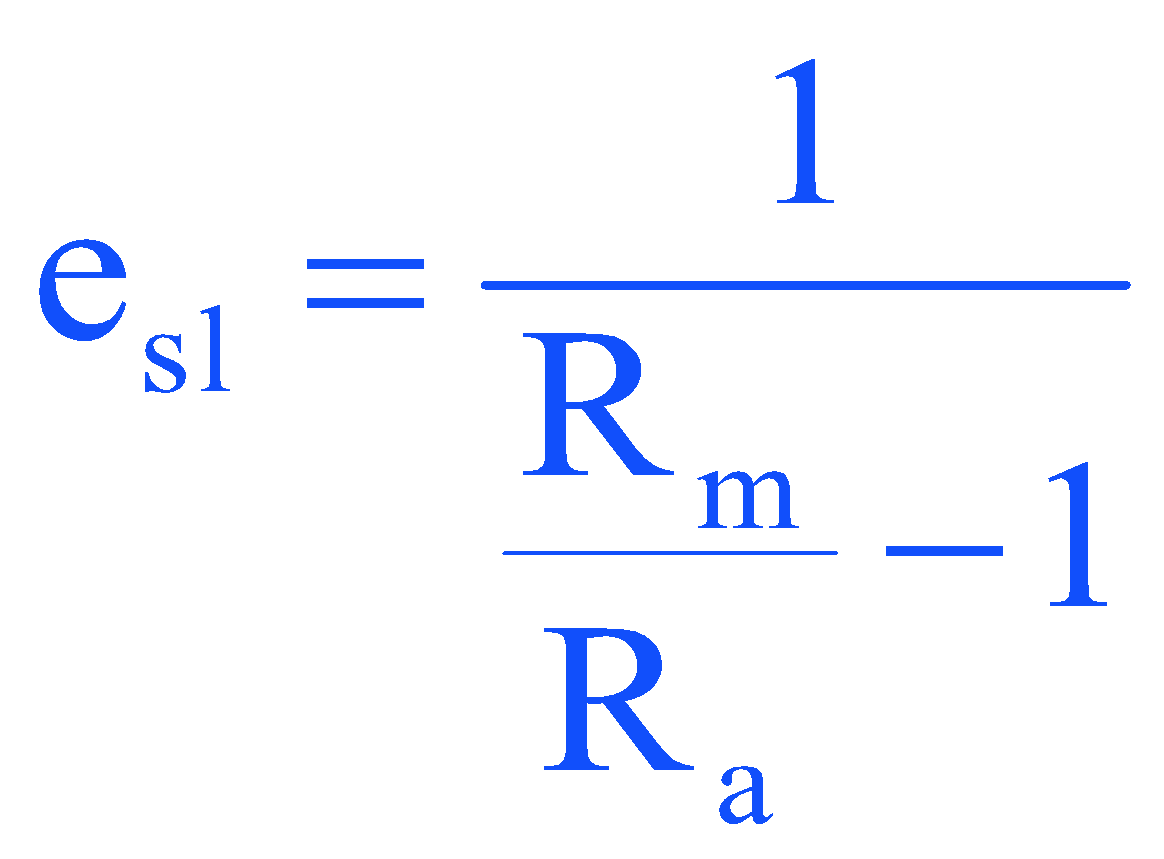 e_sl = 1 / (R_m / R_a − 1)